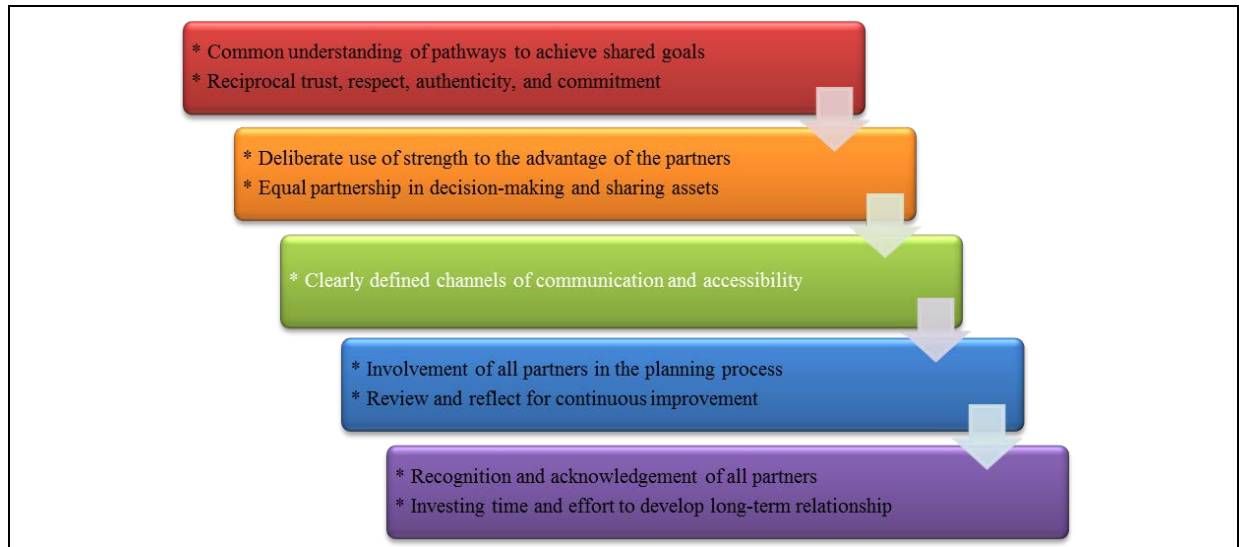 * Common understanding of pathways to achieve shared goals
* Reciprocal trust, respect, authenticity, and commitment
* Deliberate use of strength to the advantage of the partners
* Equal partnership in decision-making and sharing assets
* Clearly defined channels of communication and accessibility
* Involvement of all partners in the planning process
* Review and reflect for continuous improvement
* Recognition and acknowledgement of all partners
* Investing time and effort to develop long-term relationship